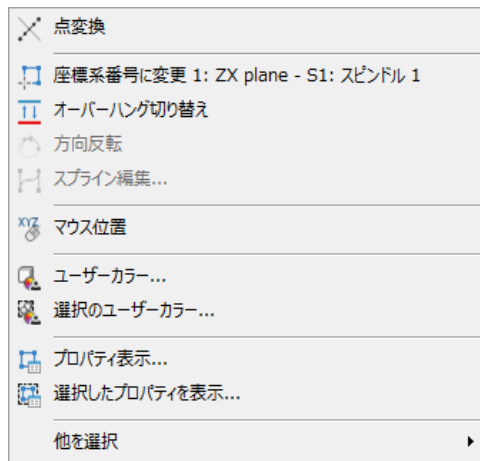 点変換
座標系番号に変更 1: ZX plane - S1: スピンドル 1
オーバーハング切り替え
方向反転
スプライン編集...
XYZ マウス位置
ユーザーカラー...
選択のユーザーカラー...
プロパティ表示...
選択したプロパティを表示...
他を選択